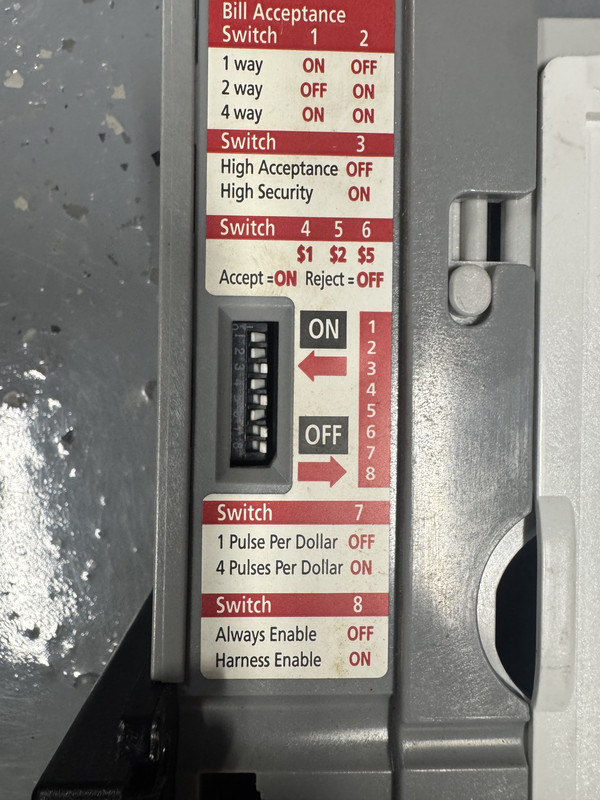 Bill Acceptance
Switch 1 2
1 way ON OFF
2 way OFF ON
4 way ON ON
Switch 3
High Acceptance OFF
High Security ON
Switch 4 5 6
$1 $2 $5
Accept =ON Reject =OFF
ON
OFF
1
2
3
4
5
6
7
8
Switch 7
1 Pulse Per Dollar OFF
4 Pulses Per Dollar ON
Switch 8
Always Enable OFF
Harness Enable ON